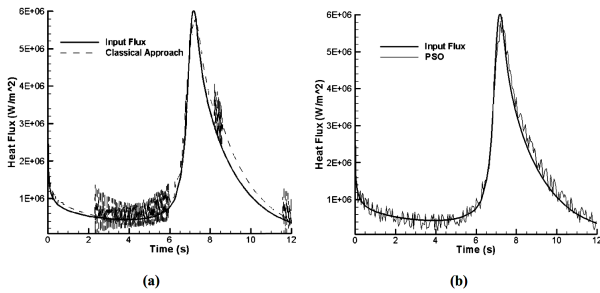 6E+06
5E+06
4E+06
3E+06
2E+06
1E+06
Heat Flux (W/m^2)
Input Flux
Classical Approach
0 2 4 6 8 10 12
Time (s)
(a)
6E+06
5E+06
4E+06
3E+06
2E+06
1E+06
Heat Flux (W/m^2)
Input Flux
PSO
0 2 4 6 8 10 12
Time (s)
(b)